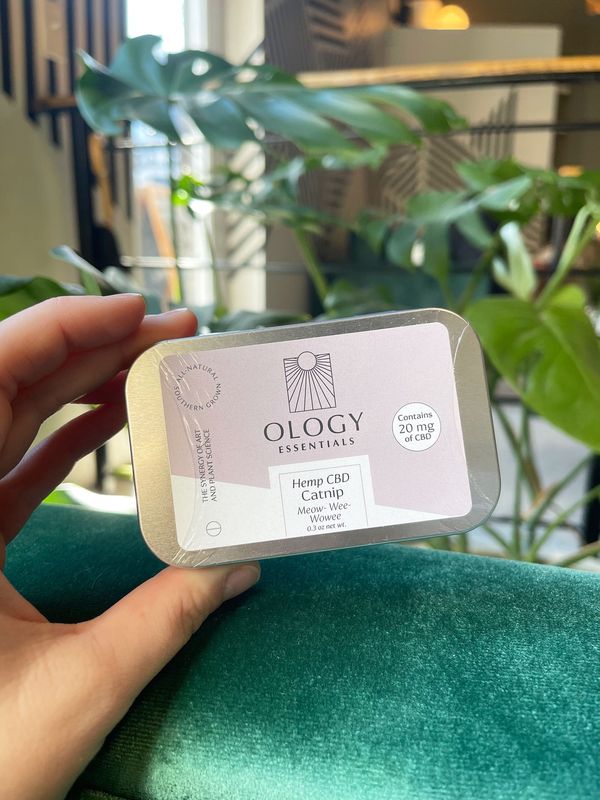 ALL-NATURAL
SOUTHERN GROWN
THE SYNERGY OF ART
AND PLANT SCIENCE
OLOGY
ESSENTIALS
Contains
20 mg
of CBD
Hemp CBD
Catnip
Meow- Wee-
Wowee
0.3 oz net wt.